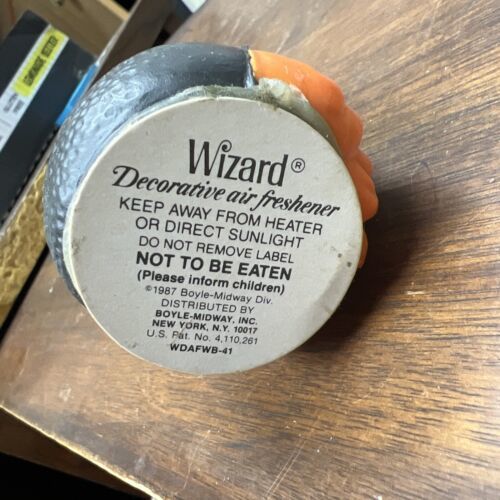 Wizard®
Decorative air freshener
KEEP AWAY FROM HEATER
OR DIRECT SUNLIGHT
DO NOT REMOVE LABEL
NOT TO BE EATEN
(Please inform children)
©1987 Boyle-Midway Div.
DISTRIBUTED BY
BOYLE-MIDWAY, INC.
NEW YORK, N.Y. 10017
U.S. Pat. No. 4,110,261
WDAFWB-41